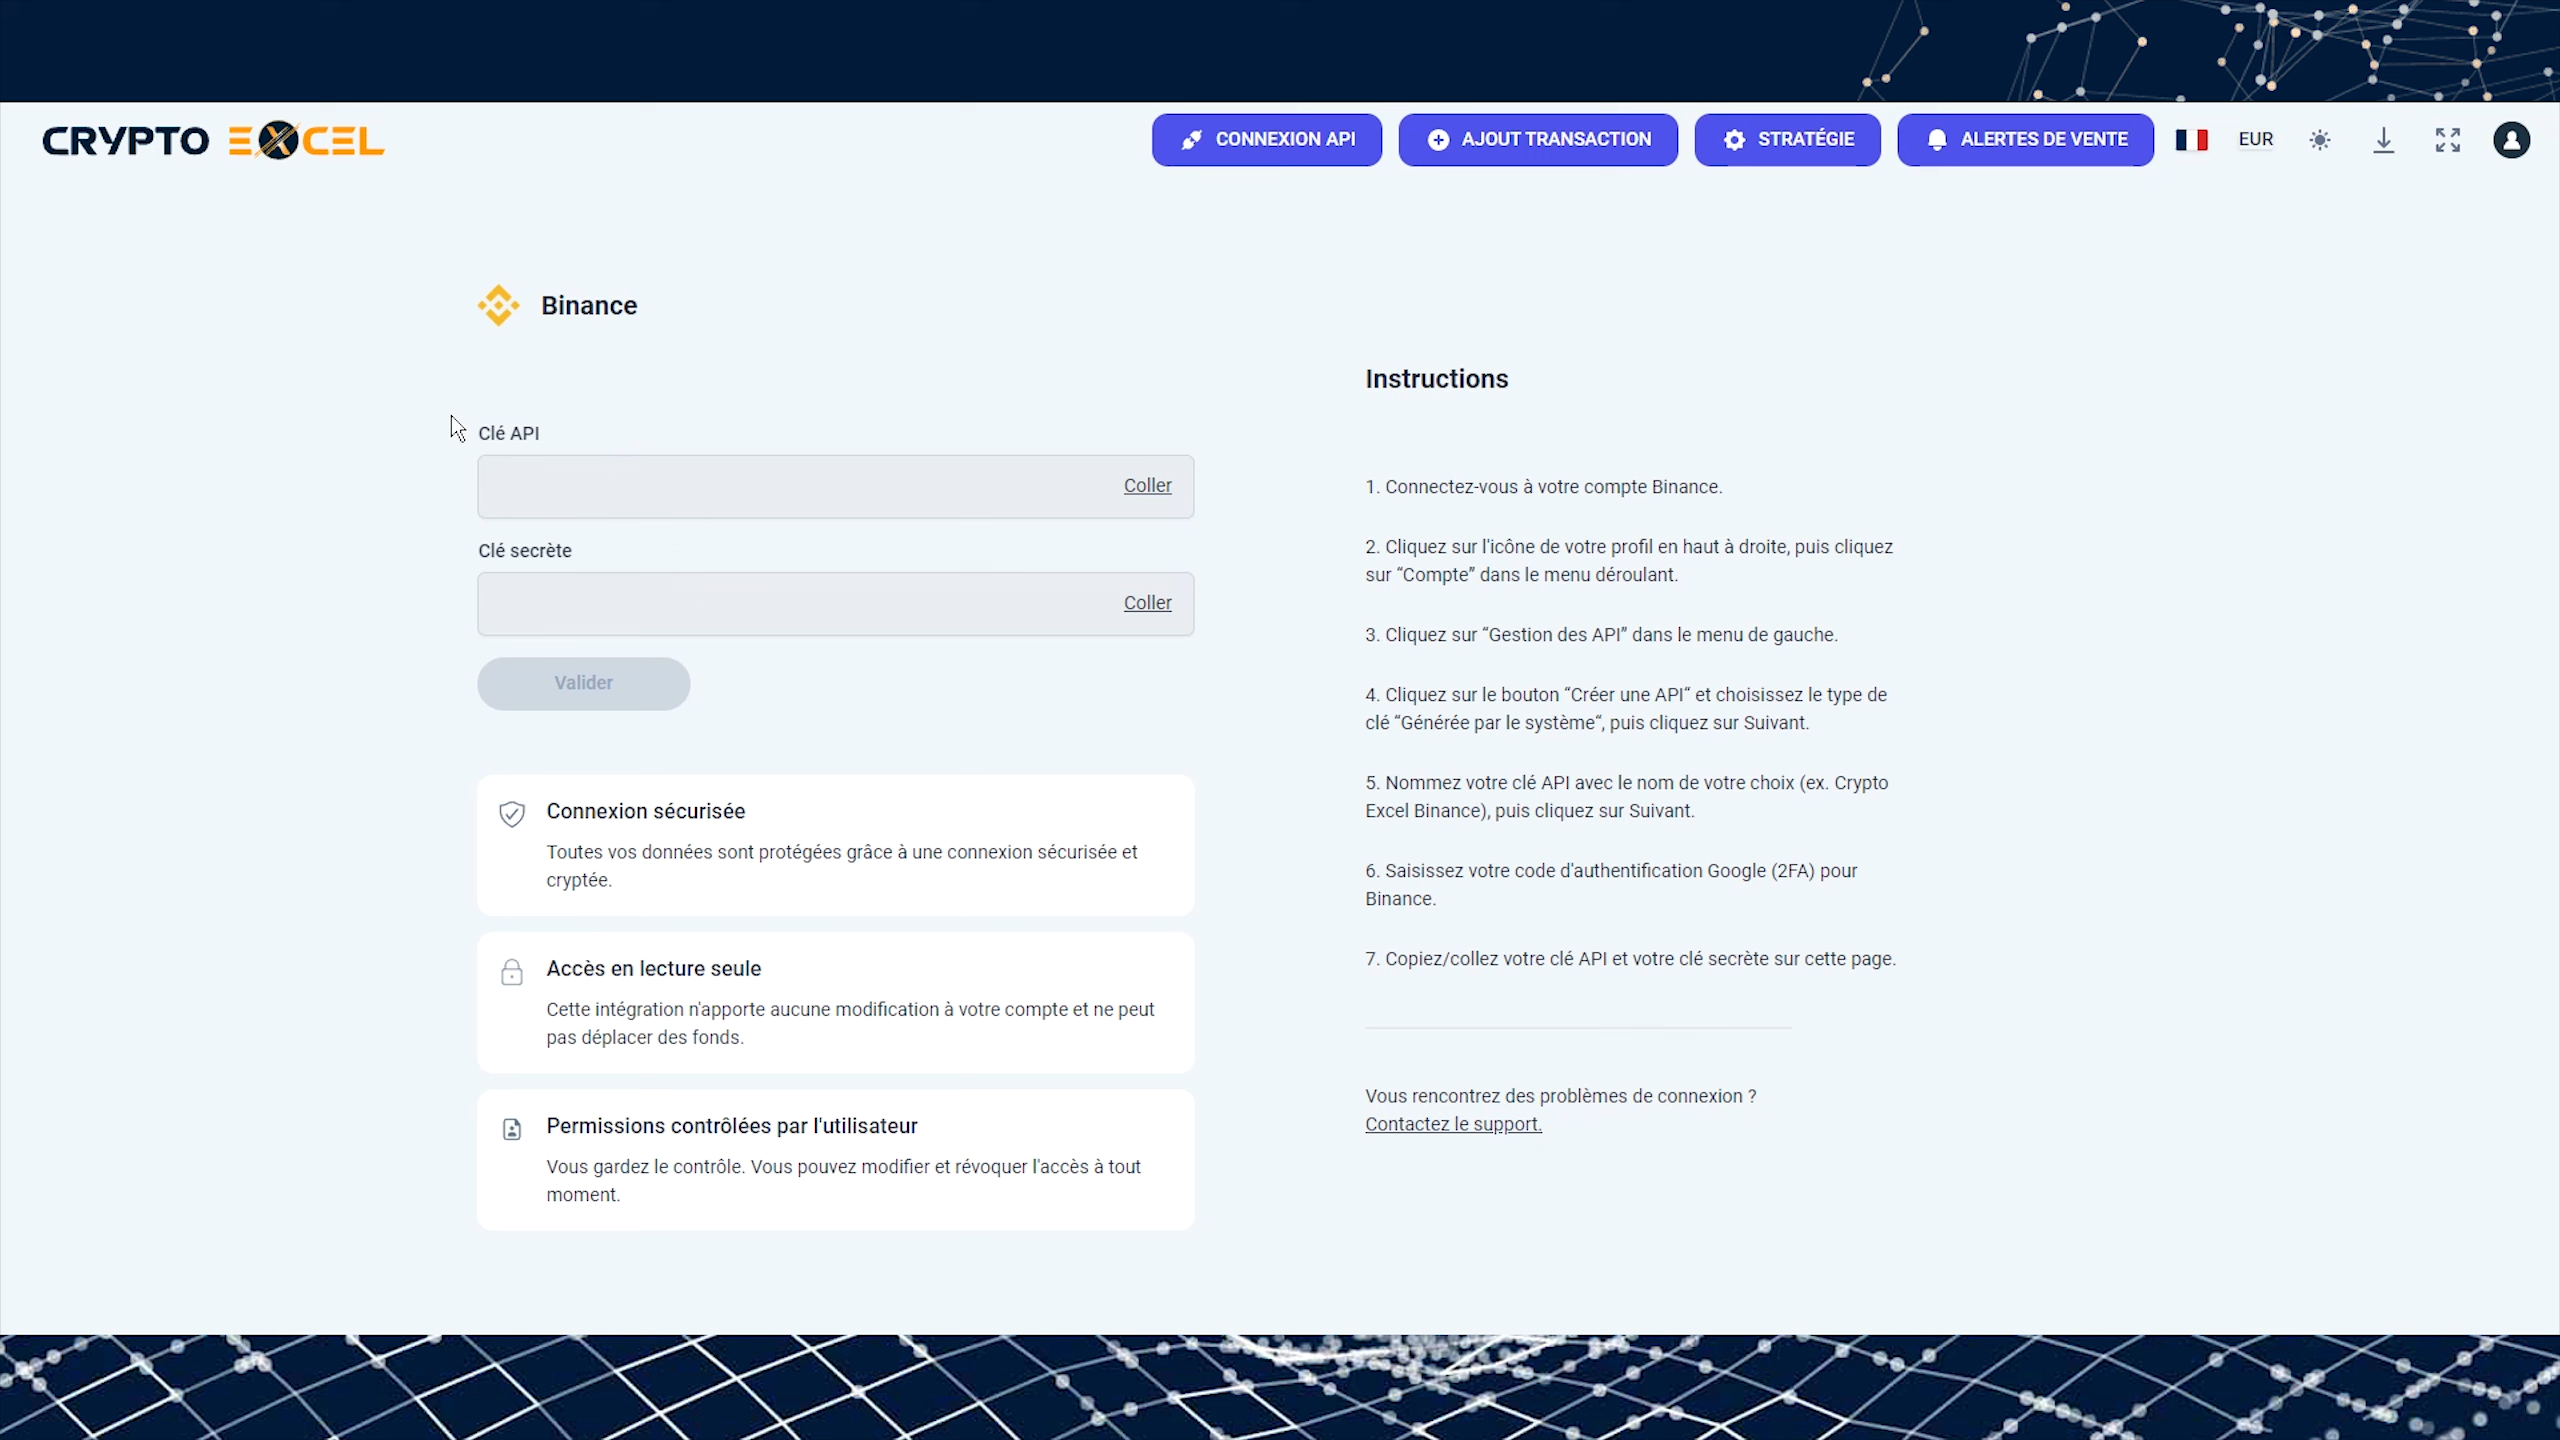 CRYPTO EXCEL
CONNEXION API
AJOUT TRANSACTION
STRATÉGIE
ALERTES DE VENTE
EUR
Binance
Clé API
Coller
Clé secrète
Coller
Valider
Connexion sécurisée
Toutes vos données sont protégées grâce à une connexion sécurisée et
cryptée.
Accès en lecture seule
Cette intégration n'apporte aucune modification à votre compte et ne peut
pas déplacer des fonds.
Permissions contrôlées par l'utilisateur
Vous gardez le contrôle. Vous pouvez modifier et révoquer l'accès à tout
moment.
Instructions
1. Connectez-vous à votre compte Binance.
2. Cliquez sur l'icône de votre profil en haut à droite, puis cliquez
sur “Compte” dans le menu déroulant.
3. Cliquez sur “Gestion des API” dans le menu de gauche.
4. Cliquez sur le bouton “Créer une API“ et choisissez le type de
clé “Générée par le système“, puis cliquez sur Suivant.
5. Nommez votre clé API avec le nom de votre choix (ex. Crypto
Excel Binance), puis cliquez sur Suivant.
6. Saisissez votre code d'authentification Google (2FA) pour
Binance.
7. Copiez/collez votre clé API et votre clé secrète sur cette page.
Vous rencontrez des problèmes de connexion ?
Contactez le support.